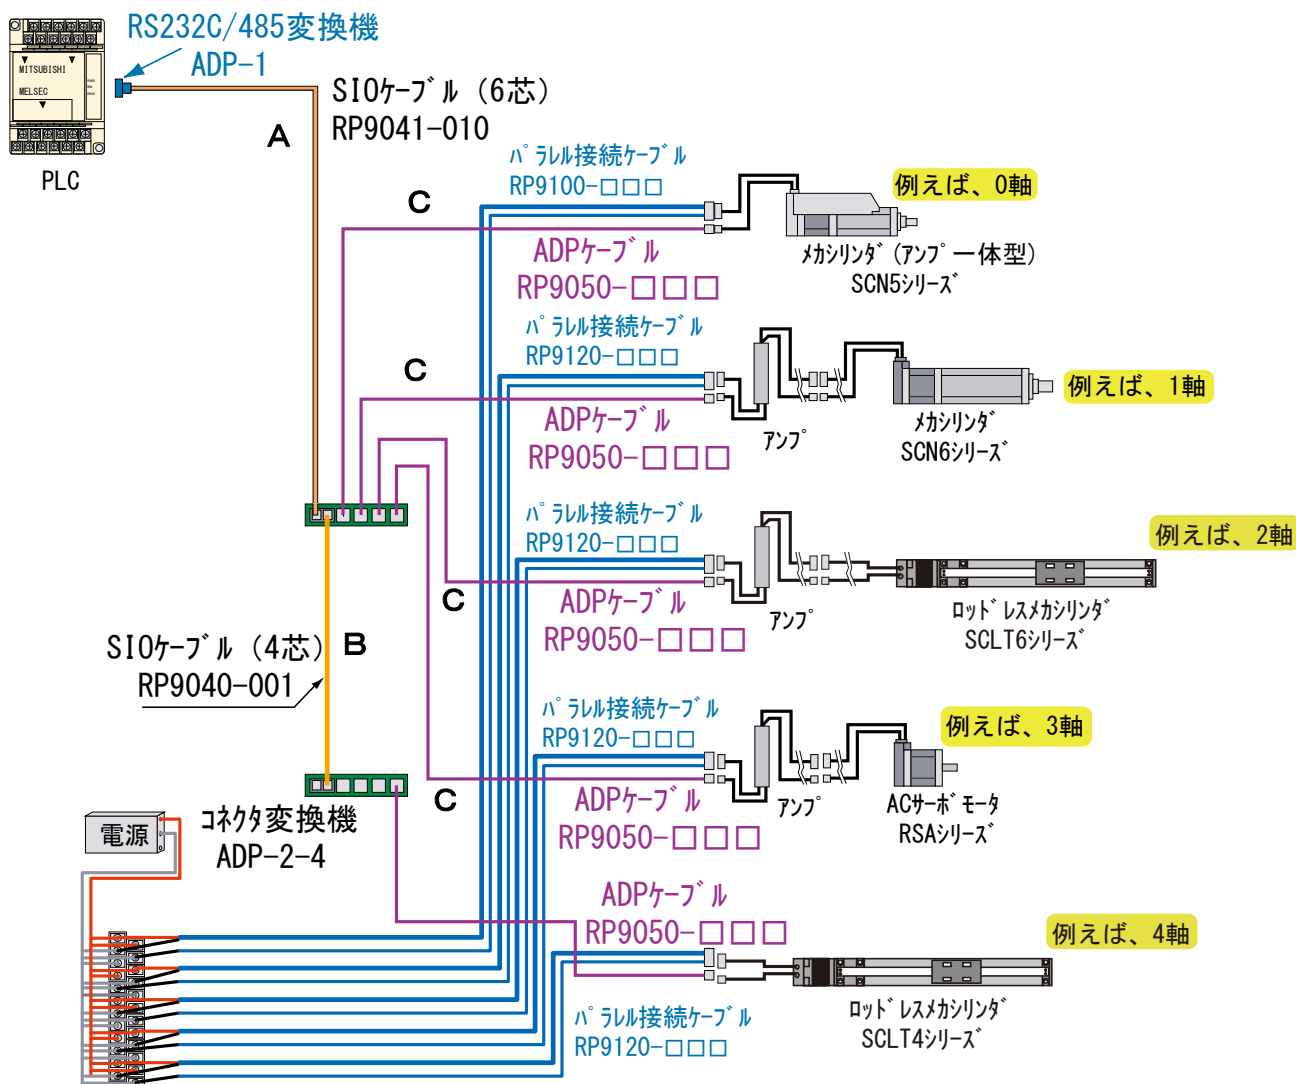 RS232C/485変換機
ADP-1
MITSUBISHI
MELSEC
PLC
A
SIOケーブル (6芯)
RP9041-010
パラレル接続ケーブル
RP9100-□□□
例えば、0軸
C
ADPケーブル
RP9050-□□□
メカシリンダ(アンプ一体型)
SCN5シリーズ
パラレル接続ケーブル
RP9120-□□□
例えば、1軸
C
ADPケーブル
RP9050-□□□
アンプ
メカシリンダ
SCN6シリーズ
パラレル接続ケーブル
RP9120-□□□
例えば、2軸
C
ADPケーブル
RP9050-□□□
アンプ
ロッドレスメカシリンダ
SCLT6シリーズ
SIOケーブル (4芯)
RP9040-001
B
パラレル接続ケーブル
RP9120-□□□
例えば、3軸
C
ADPケーブル
RP9050-□□□
アンプ
ACサーボモータ
RSAシリーズ
コネクタ変換機
ADP-2-4
電源
ADPケーブル
RP9050-□□□
例えば、4軸
パラレル接続ケーブル
RP9120-□□□
ロッドレスメカシリンダ
SCLT4シリーズ